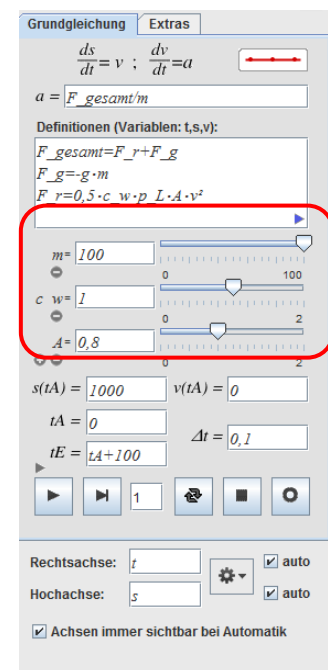 Grundgleichung Extras
ds/dt = v ; dv/dt = a
a = F_gesamt/m
Definitionen (Variablen: t,s,v):
F_gesamt=F_r+F_g
F_g=-g·m
F_r=0,5·c_w·p_L·A·v²
m= 100
0 100
c w= 1
0 2
A= 0,8
0 2
s(tA) = 1000 v(tA) = 0
tA = 0
Δt = 0,1
tE = tA+100
1
Rechtsachse: t auto
Hochachse: s auto
Achsen immer sichtbar bei Automatik